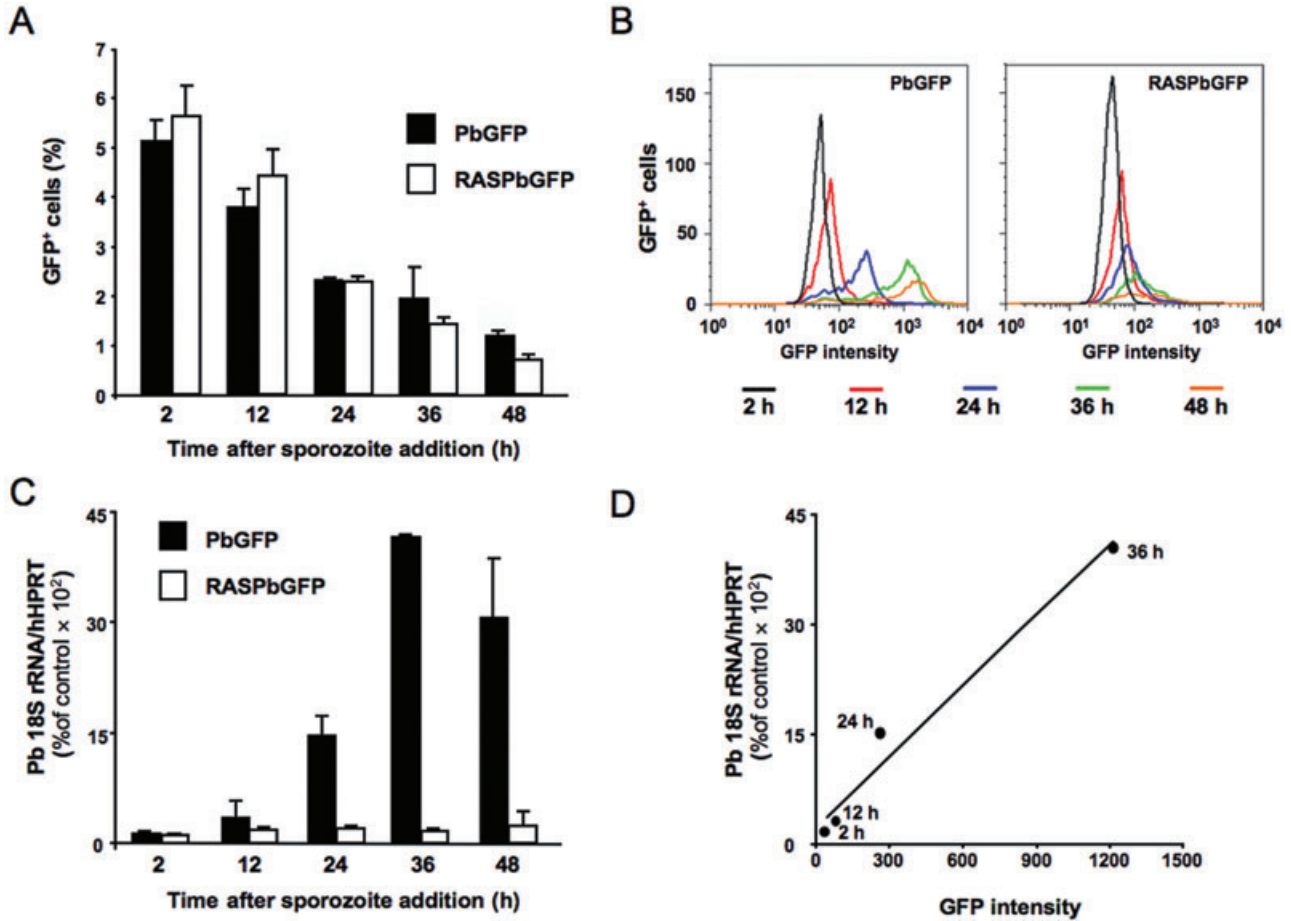 A
7
6
5
4
3
2
1
0
GFP⁺ cells (%)
PbGFP
RASPbGFP
2 12 24 36 48
Time after sporozoite addition (h)
B
150
100
50
0
GFP⁺ cells
PbGFP
RASPbGFP
10⁰ 10¹ 10² 10³ 10⁴
10⁰ 10¹ 10² 10³ 10⁴
GFP intensity
GFP intensity
2 h 12 h 24 h 36 h 48 h
C
45
30
15
0
Pb 18S rRNA/hHPRT
(%of control × 10²)
PbGFP
RASPbGFP
2 12 24 36 48
Time after sporozoite addition (h)
D
45
30
15
0
Pb 18S rRNA/hHPRT
(%of control × 10²)
36 h
24 h
12 h
2 h
0 300 600 900 1200 1500
GFP intensity